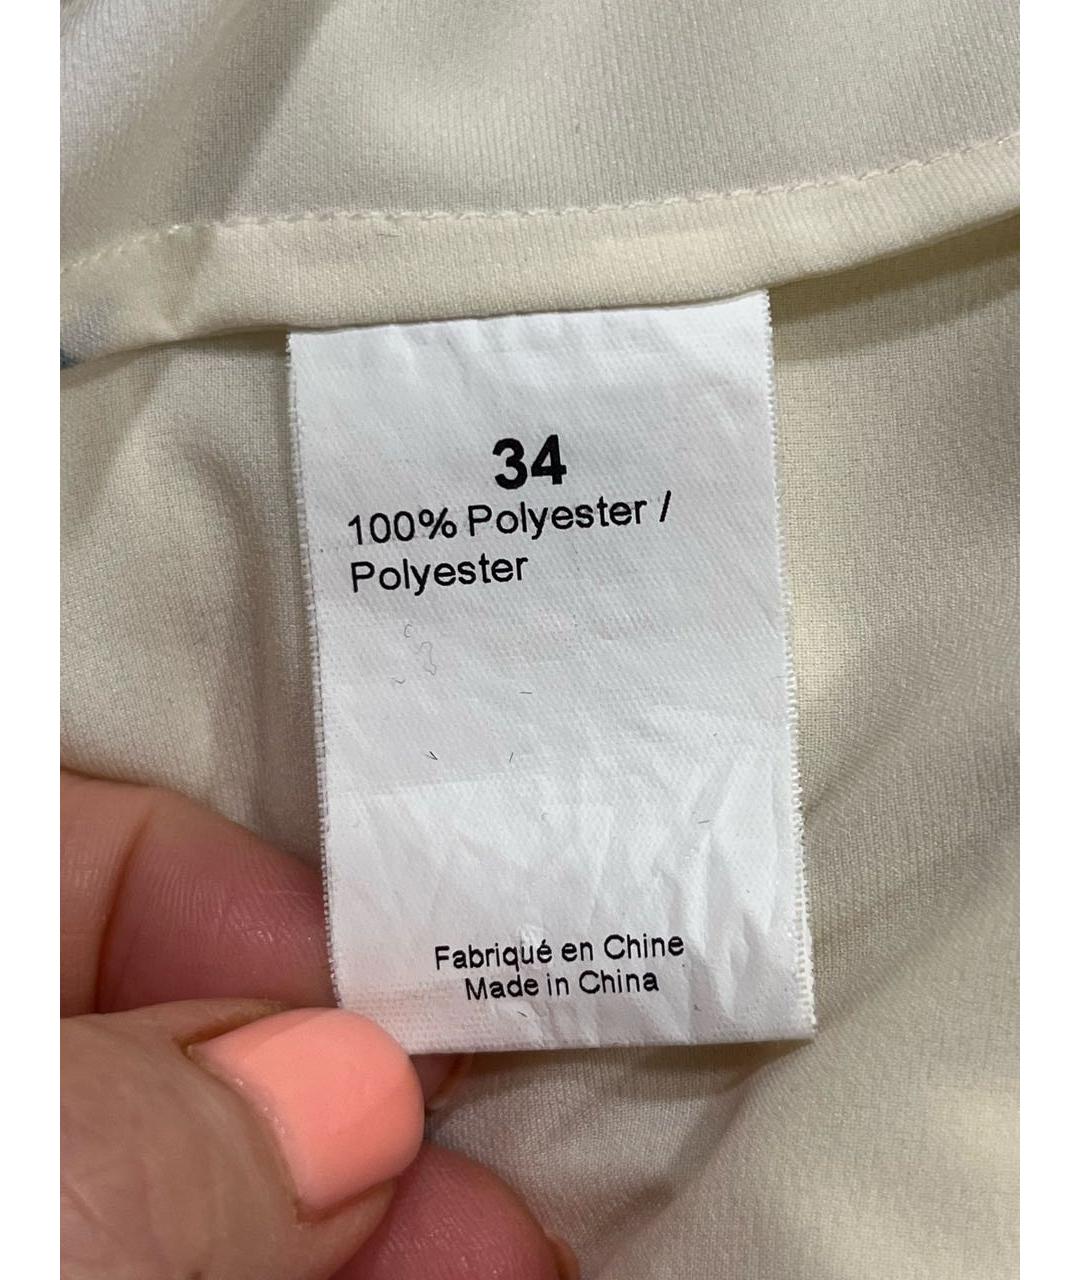 34
100% Polyester /
Polyester
Fabriqué en Chine
Made in China